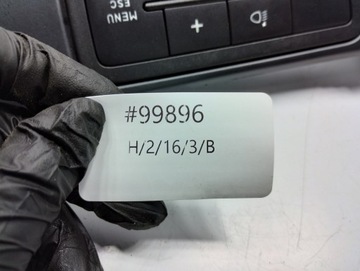 MENU
ESC
+
#99896
H/2/16/3/B